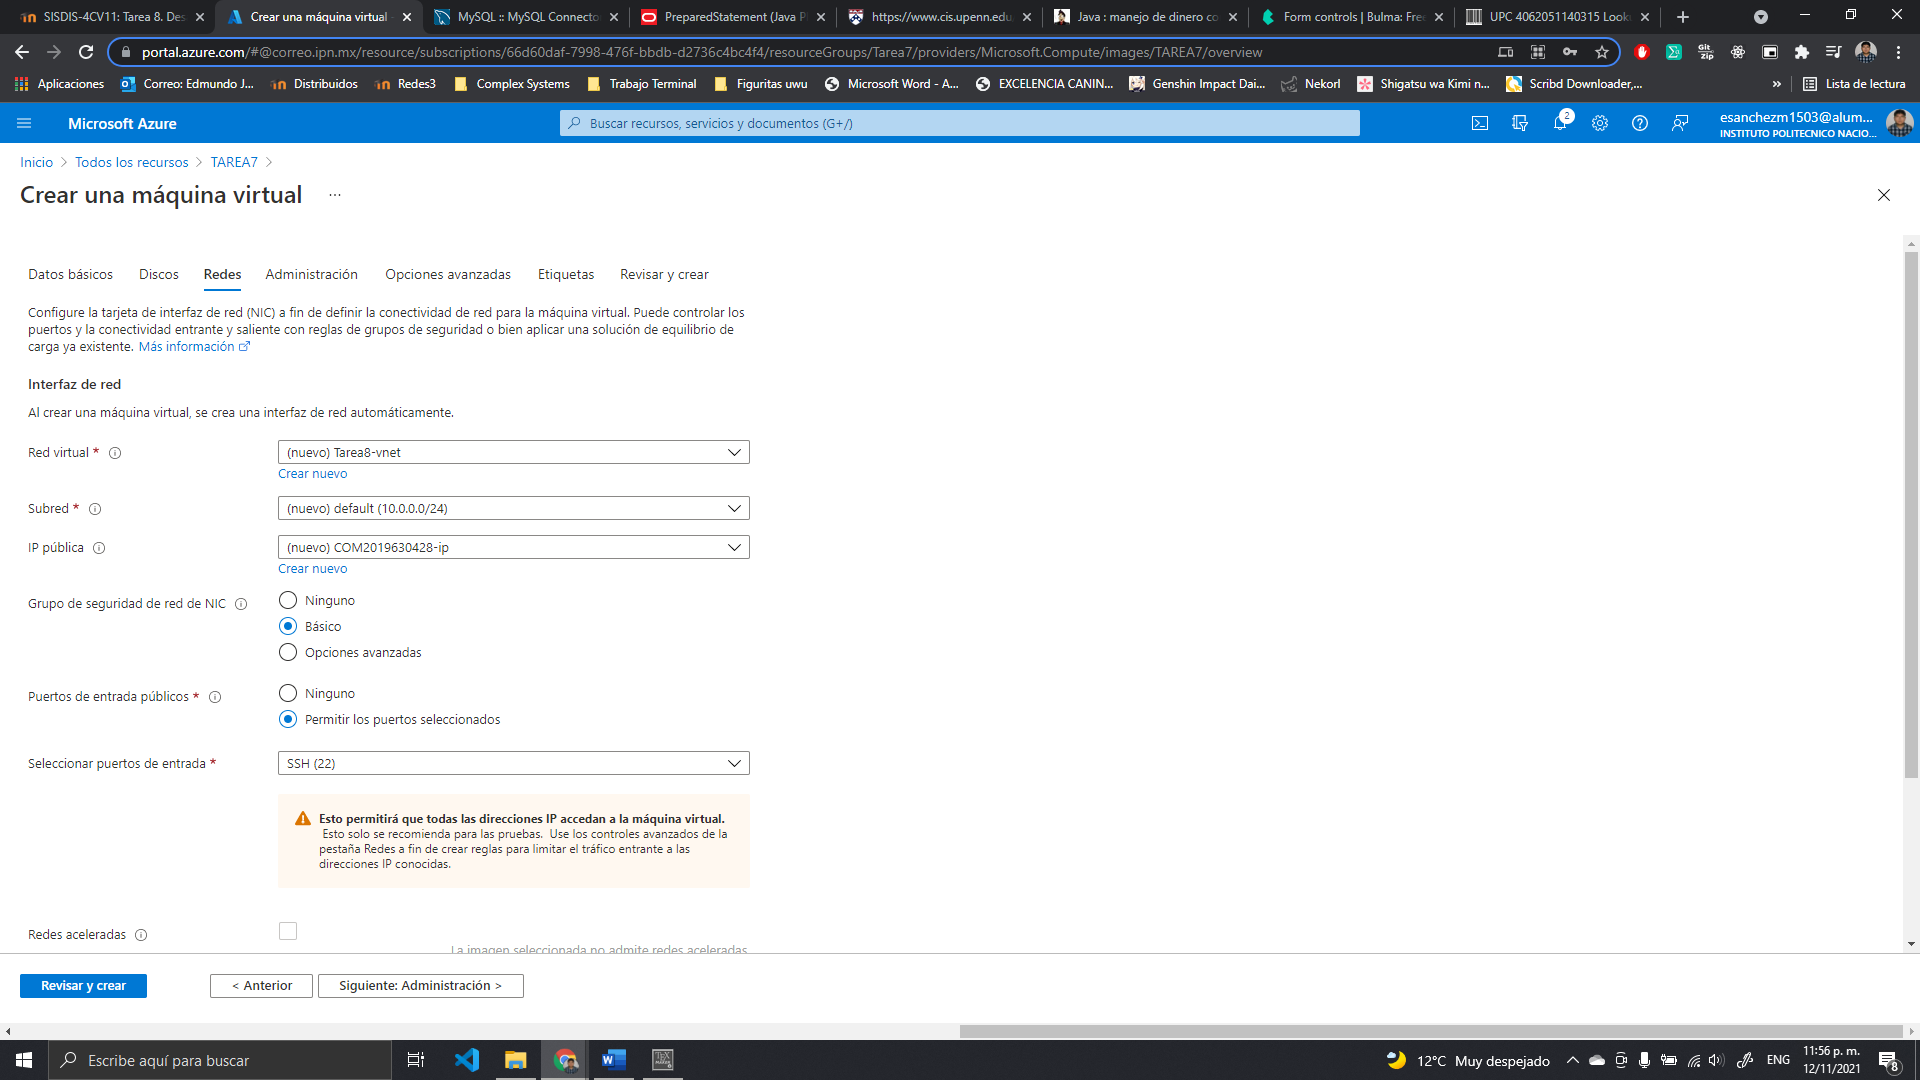 SISDIS-4CV11: Tarea 8. Des
Crear una máquina virtual -
MySQL :: MySQL Connecto
PreparedStatement (Java Pl
https://www.cis.upenn.edu
Java : manejo de dinero co
Form controls | Bulma: Fre
UPC 4062051140315 Look
portal.azure.com/#@correo.ipn.mx/resource/subscriptions/66d60daf-7998-476f-bbdb-d2736c4bc4f4/resourceGroups/Tarea7/providers/Microsoft.Compute/images/TAREA7/overview
Git
zip
Aplicaciones
Correo: Edmundo J...
Distribuidos
Redes3
Complex Systems
Trabajo Terminal
Figuritas uwu
Microsoft Word - A...
EXCELENCIA CANIN...
Genshin Impact Dai...
Nekorl
Shigatsu wa Kimi n...
Scribd Downloader,...
»
Lista de lectura
Microsoft Azure
Buscar recursos, servicios y documentos (G+/)
2
esanchezm1503@alum...
INSTITUTO POLITECNICO NACIO...
Inicio > Todos los recursos > TAREA7 >
Crear una máquina virtual ...
Datos básicos
Discos
Redes
Administración
Opciones avanzadas
Etiquetas
Revisar y crear
Configure la tarjeta de interfaz de red (NIC) a fin de definir la conectividad de red para la máquina virtual. Puede controlar los
puertos y la conectividad entrante y saliente con reglas de grupos de seguridad o bien aplicar una solución de equilibrio de
carga ya existente. Más información
Interfaz de red
Al crear una máquina virtual, se crea una interfaz de red automáticamente.
Red virtual *
(nuevo) Tarea8-vnet
Crear nuevo
Subred *
(nuevo) default (10.0.0.0/24)
IP pública
(nuevo) COM2019630428-ip
Crear nuevo
Grupo de seguridad de red de NIC
Ninguno
Básico
Opciones avanzadas
Puertos de entrada públicos *
Ninguno
Permitir los puertos seleccionados
Seleccionar puertos de entrada *
SSH (22)
Esto permitirá que todas las direcciones IP accedan a la máquina virtual.
Esto solo se recomienda para las pruebas. Use los controles avanzados de la
pestaña Redes a fin de crear reglas para limitar el tráfico entrante a las
direcciones IP conocidas.
Redes aceleradas
La imagen seleccionada no admite redes aceleradas.
Revisar y crear
< Anterior
Siguiente: Administración >
Escribe aquí para buscar
12°C Muy despejado
ENG
11:56 p. m.
12/11/2021
8